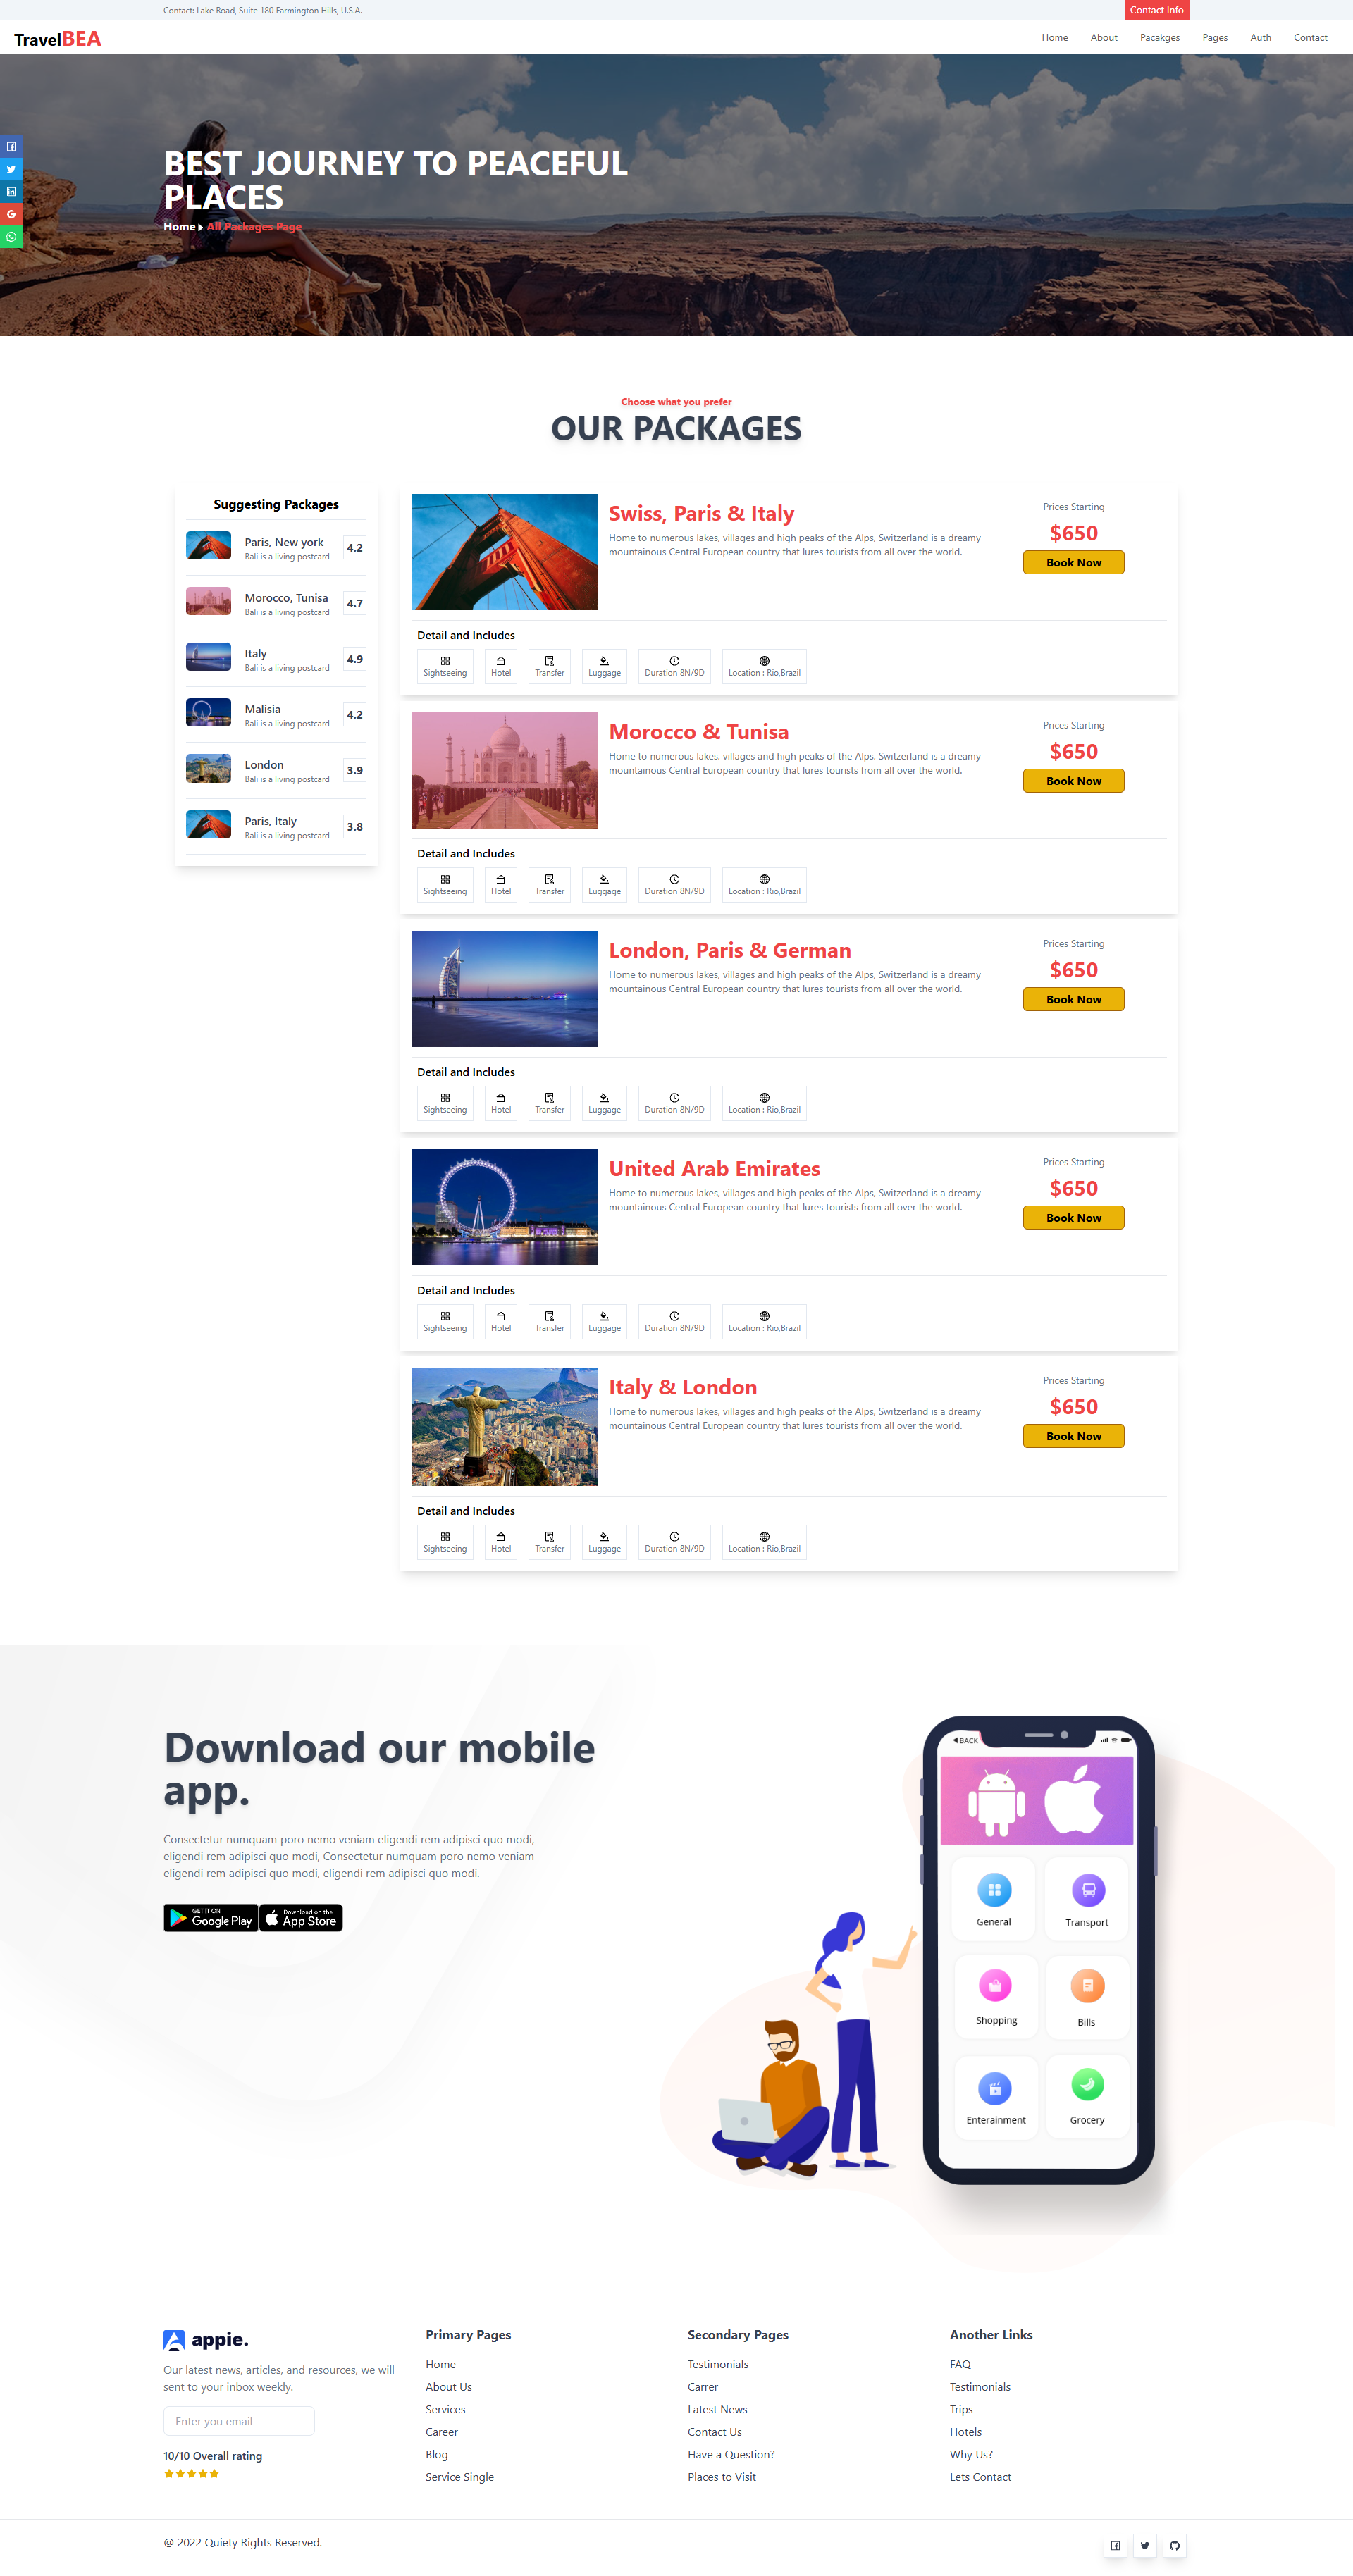 Contact: Lake Road, Suite 180 Farmington Hills, U.S.A.
Contact Info
TravelBEA
Home
About
Pacakges
Pages
Auth
Contact
BEST JOURNEY TO PEACEFUL
PLACES
Home
All Packages Page
Choose what you prefer
OUR PACKAGES
Suggesting Packages
Paris, New york
Bali is a living postcard
4.2
Morocco, Tunisa
Bali is a living postcard
4.7
Italy
Bali is a living postcard
4.9
Malisia
Bali is a living postcard
4.2
London
Bali is a living postcard
3.9
Paris, Italy
Bali is a living postcard
3.8
Swiss, Paris & Italy
Home to numerous lakes, villages and high peaks of the Alps, Switzerland is a dreamy
mountainous Central European country that lures tourists from all over the world.
Prices Starting
$650
Book Now
Detail and Includes
Sightseeing
Hotel
Transfer
Luggage
Duration 8N/9D
Location : Rio,Brazil
Morocco & Tunisa
Home to numerous lakes, villages and high peaks of the Alps, Switzerland is a dreamy
mountainous Central European country that lures tourists from all over the world.
Prices Starting
$650
Book Now
Detail and Includes
Sightseeing
Hotel
Transfer
Luggage
Duration 8N/9D
Location : Rio,Brazil
London, Paris & German
Home to numerous lakes, villages and high peaks of the Alps, Switzerland is a dreamy
mountainous Central European country that lures tourists from all over the world.
Prices Starting
$650
Book Now
Detail and Includes
Sightseeing
Hotel
Transfer
Luggage
Duration 8N/9D
Location : Rio,Brazil
United Arab Emirates
Home to numerous lakes, villages and high peaks of the Alps, Switzerland is a dreamy
mountainous Central European country that lures tourists from all over the world.
Prices Starting
$650
Book Now
Detail and Includes
Sightseeing
Hotel
Transfer
Luggage
Duration 8N/9D
Location : Rio,Brazil
Italy & London
Home to numerous lakes, villages and high peaks of the Alps, Switzerland is a dreamy
mountainous Central European country that lures tourists from all over the world.
Prices Starting
$650
Book Now
Detail and Includes
Sightseeing
Hotel
Transfer
Luggage
Duration 8N/9D
Location : Rio,Brazil
Download our mobile
app.
Consectetur numquam poro nemo veniam eligendi rem adipisci quo modi,
eligendi rem adipisci quo modi, Consectetur numquam poro nemo veniam
eligendi rem adipisci quo modi, eligendi rem adipisci quo modi.
GET IT ON
Google Play
Download on the
App Store
BACK
General
Transport
Shopping
Bills
Enterainment
Grocery
appie.
Our latest news, articles, and resources, we will
sent to your inbox weekly.
Enter you email
10/10 Overall rating
Primary Pages
Home
About Us
Services
Career
Blog
Service Single
Secondary Pages
Testimonials
Carrer
Latest News
Contact Us
Have a Question?
Places to Visit
Another Links
FAQ
Testimonials
Trips
Hotels
Why Us?
Lets Contact
@ 2022 Quiety Rights Reserved.